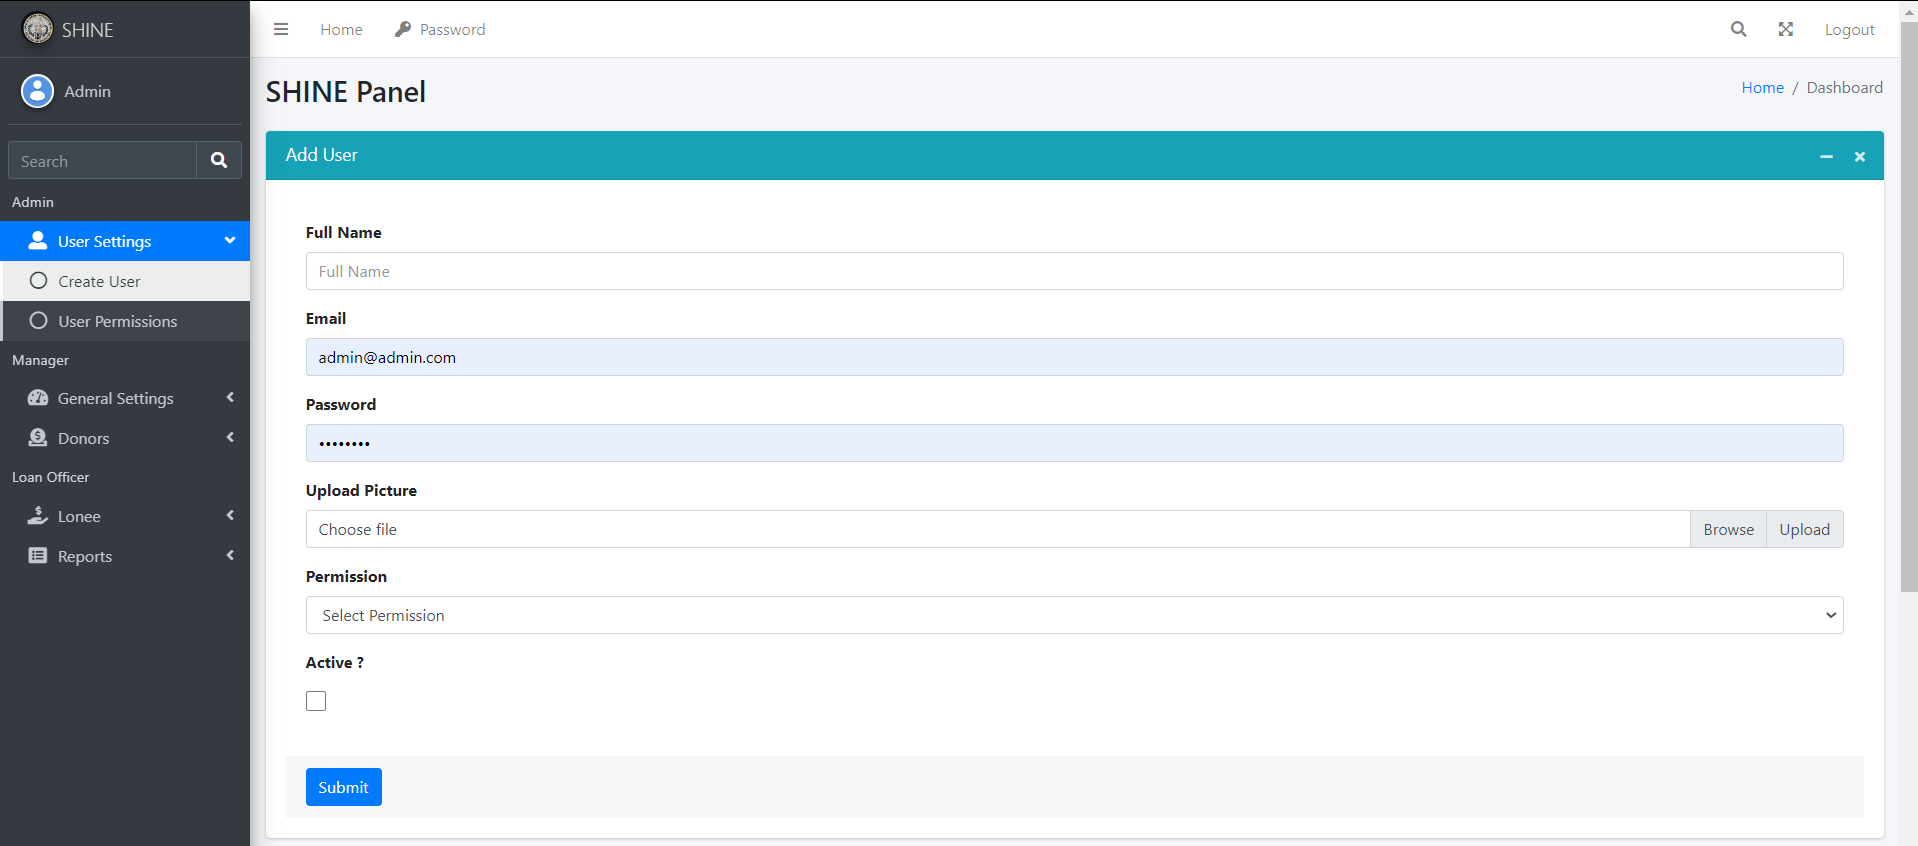 SHINE
Home
Password
Logout
Admin
SHINE Panel
Home / Dashboard
Search
Admin
User Settings
Create User
User Permissions
Manager
General Settings
Donors
Loan Officer
Lonee
Reports
Add User
Full Name
Full Name
Email
admin@admin.com
Password
••••••••
Upload Picture
Choose file
Browse
Upload
Permission
Select Permission
Active ?
Submit